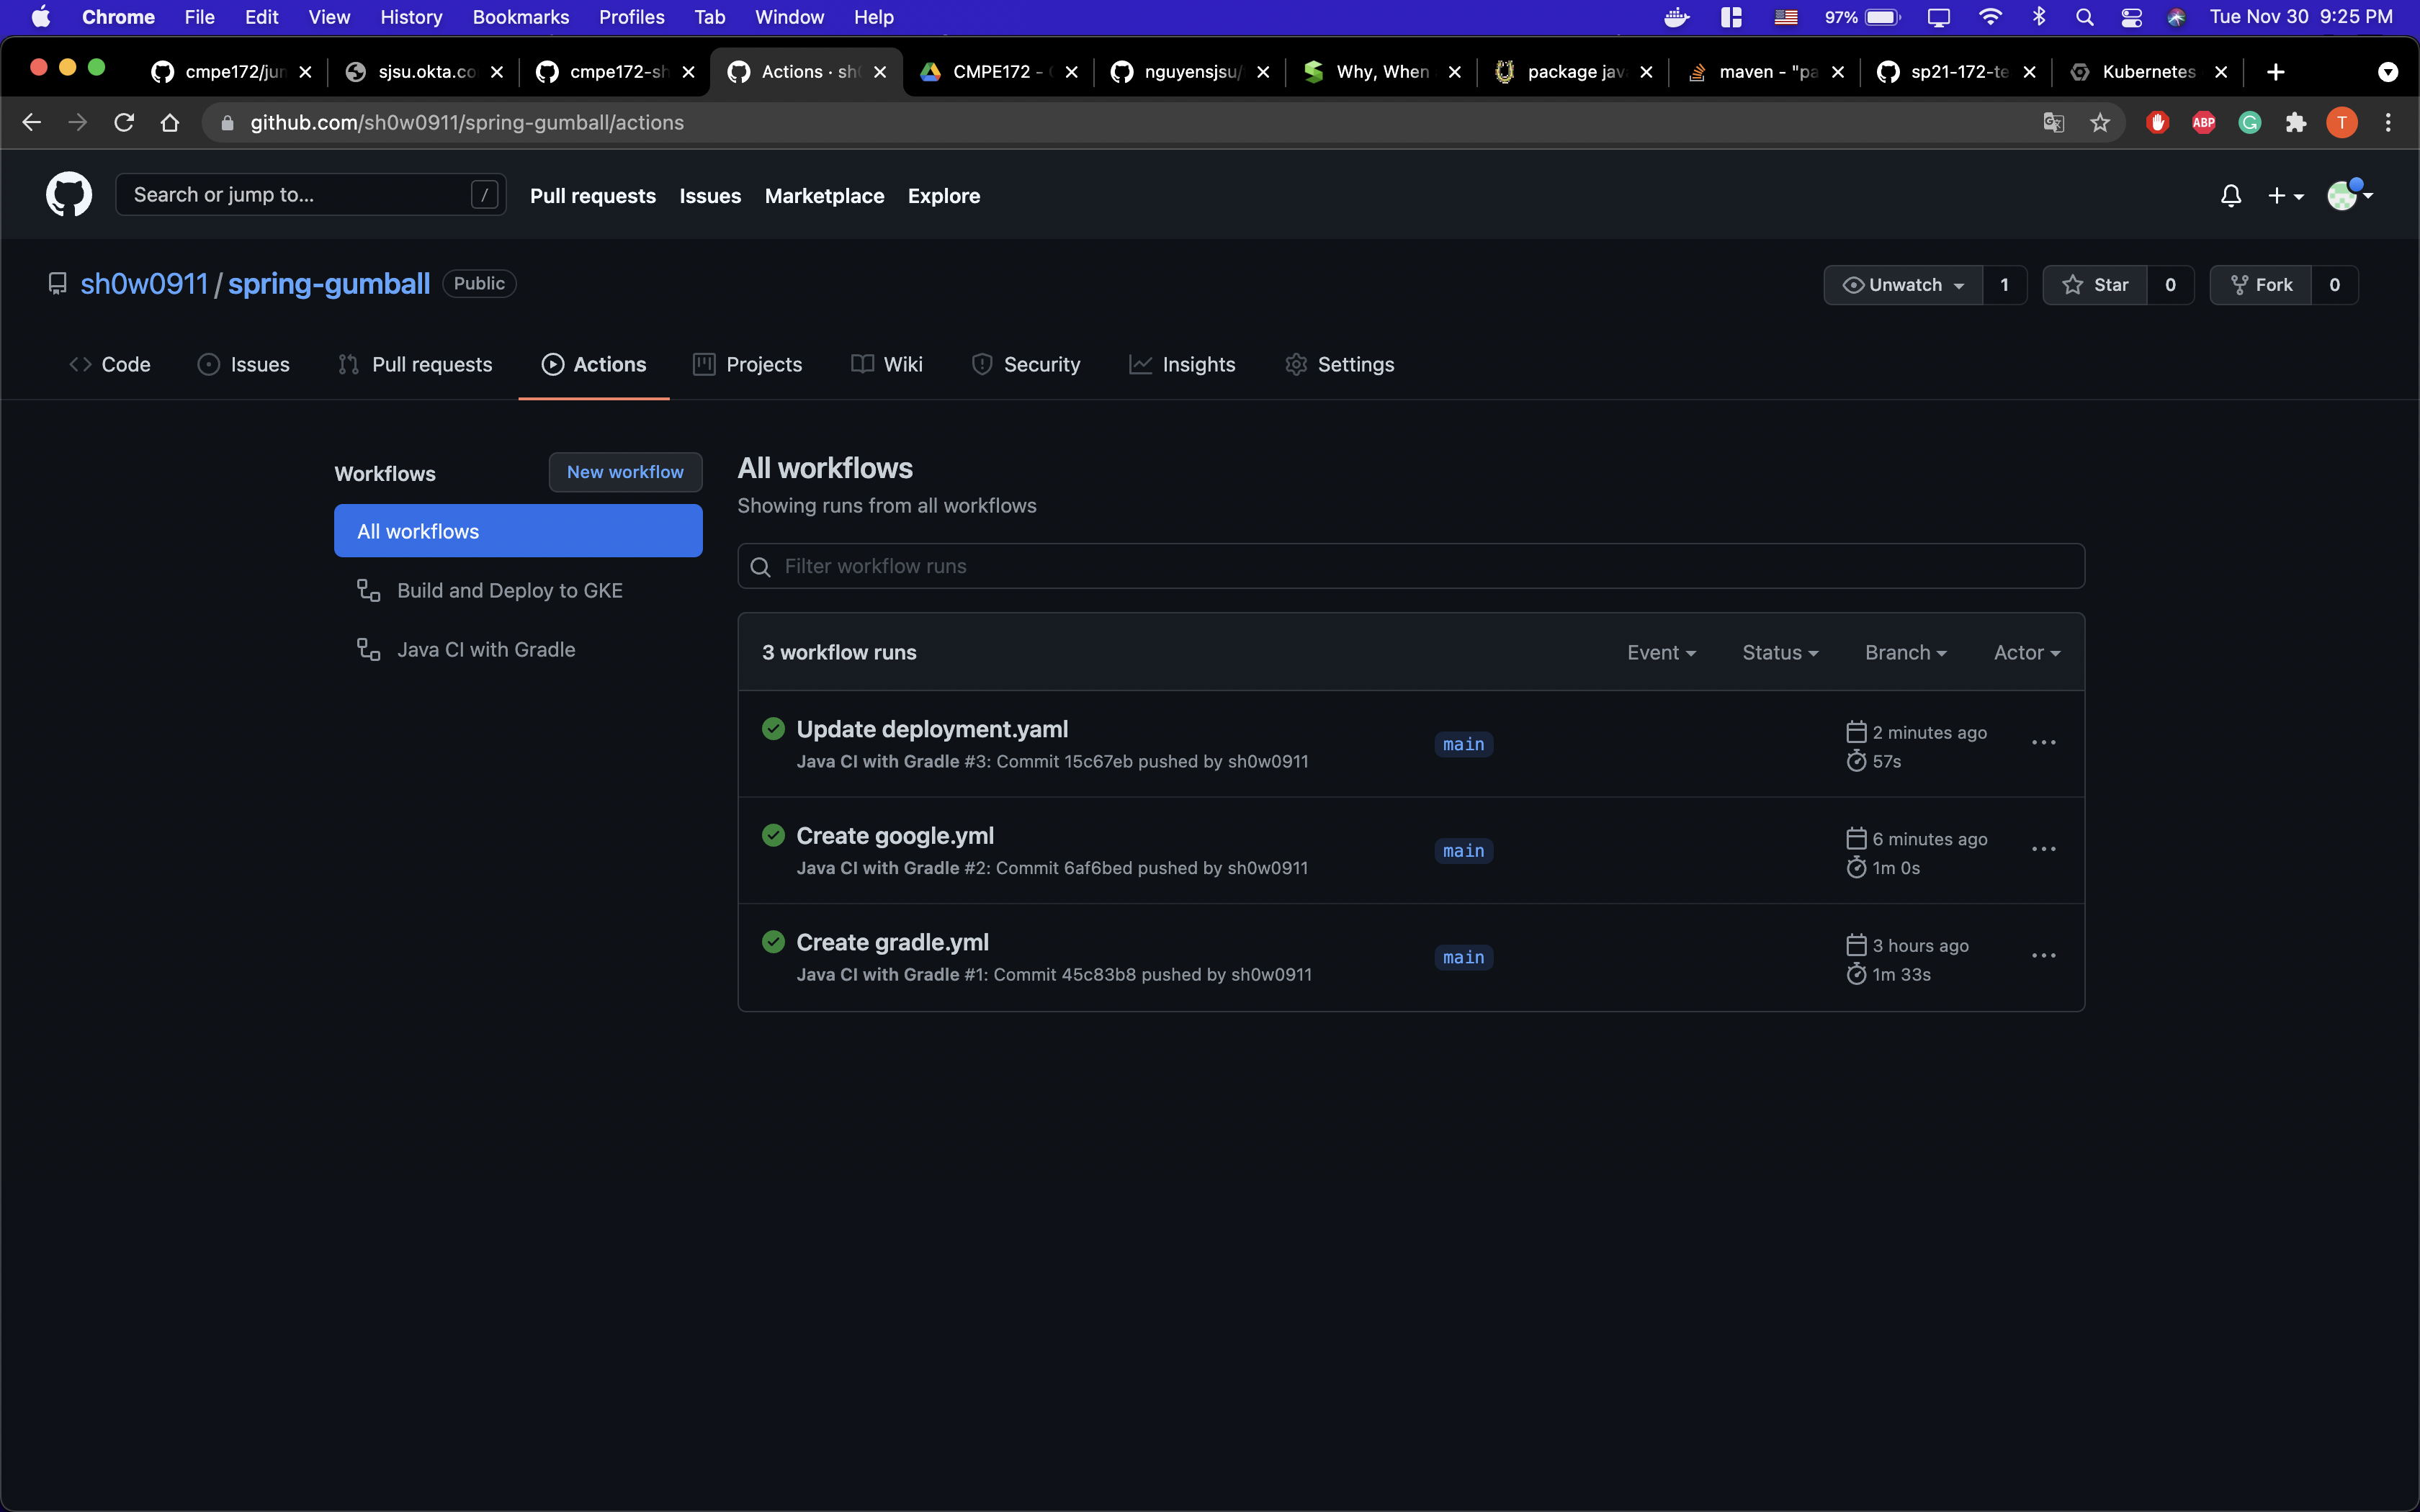 Chrome File Edit View History Bookmarks Profiles Tab Window Help 97% Tue Nov 30 9:25 PM
cmpe172/jun sjsu.okta.co cmpe172-sh Actions · sh CMPE172 - nguyensjsu/ Why, When package jav maven - "pa sp21-172-te Kubernetes
github.com/sh0w0911/spring-gumball/actions ABP G T
Search or jump to... / Pull requests Issues Marketplace Explore
sh0w0911 / spring-gumball Public Unwatch 1 Star 0 Fork 0
Code Issues Pull requests Actions Projects Wiki Security Insights Settings
Workflows New workflow
All workflows
Build and Deploy to GKE
Java CI with Gradle
All workflows
Showing runs from all workflows
Filter workflow runs
3 workflow runs Event Status Branch Actor
Update deployment.yaml
Java CI with Gradle #3: Commit 15c67eb pushed by sh0w0911
main
2 minutes ago
57s
Create google.yml
Java CI with Gradle #2: Commit 6af6bed pushed by sh0w0911
main
6 minutes ago
1m 0s
Create gradle.yml
Java CI with Gradle #1: Commit 45c83b8 pushed by sh0w0911
main
3 hours ago
1m 33s